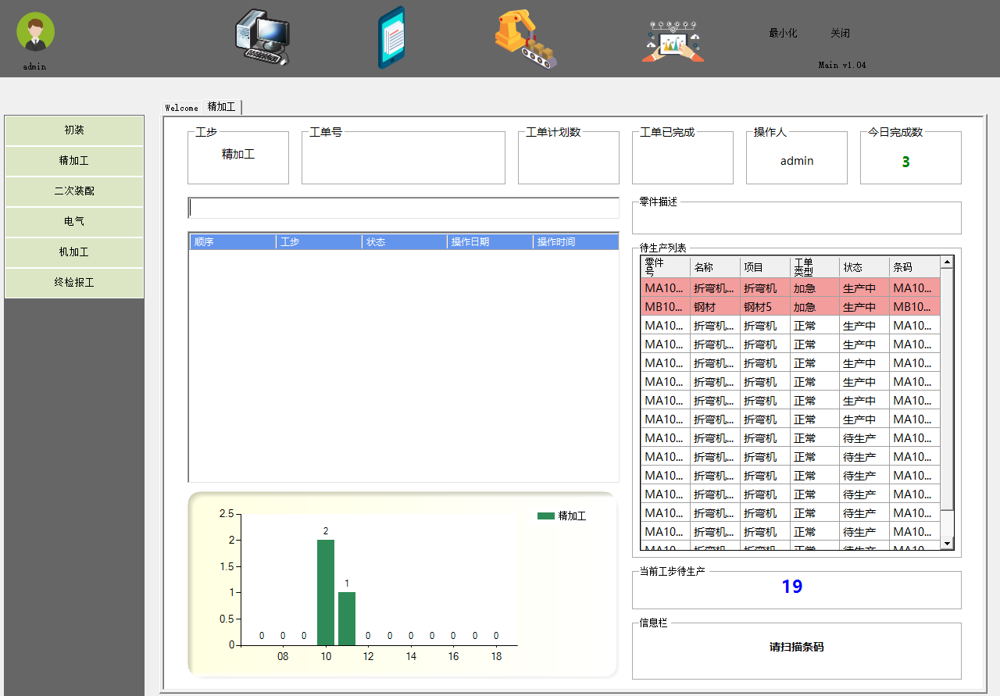 admin
最小化
关闭
Main v1.04
Welcome
精加工
初装
精加工
二次装配
电气
机加工
终检报工
工步
精加工
工单号
工单计划数
工单已完成
操作人
admin
今日完成数
3
零件描述
顺序 工步 状态 操作日期 操作时间
待生产列表
零件号 名称 项目 工单类型 状态 条码
MA10... 折弯机... 折弯机 加急 生产中 MA10...
MB10... 钢材 钢材5 加急 生产中 MB10...
MA10... 折弯机... 折弯机 正常 生产中 MA10...
MA10... 折弯机... 折弯机 正常 生产中 MA10...
MA10... 折弯机... 折弯机 正常 生产中 MA10...
MA10... 折弯机... 折弯机 正常 生产中 MA10...
MA10... 折弯机... 折弯机 正常 生产中 MA10...
MA10... 折弯机... 折弯机 正常 生产中 MA10...
MA10... 折弯机... 折弯机 正常 待生产 MA10...
MA10... 折弯机... 折弯机 正常 待生产 MA10...
MA10... 折弯机... 折弯机 正常 待生产 MA10...
MA10... 折弯机... 折弯机 正常 待生产 MA10...
MA10... 折弯机... 折弯机 正常 待生产 MA10...
MA10... 折弯机... 折弯机 正常 待生产 MA10...
MA10... 折弯机... 折弯机 正常 待生产 MA10...
2.5
2
1.5
1
0.5
0
0 0 0 2 1 0 0 0 0 0 0 0
08 10 12 14 16 18
精加工
当前工步待生产
19
信息栏
请扫描条码